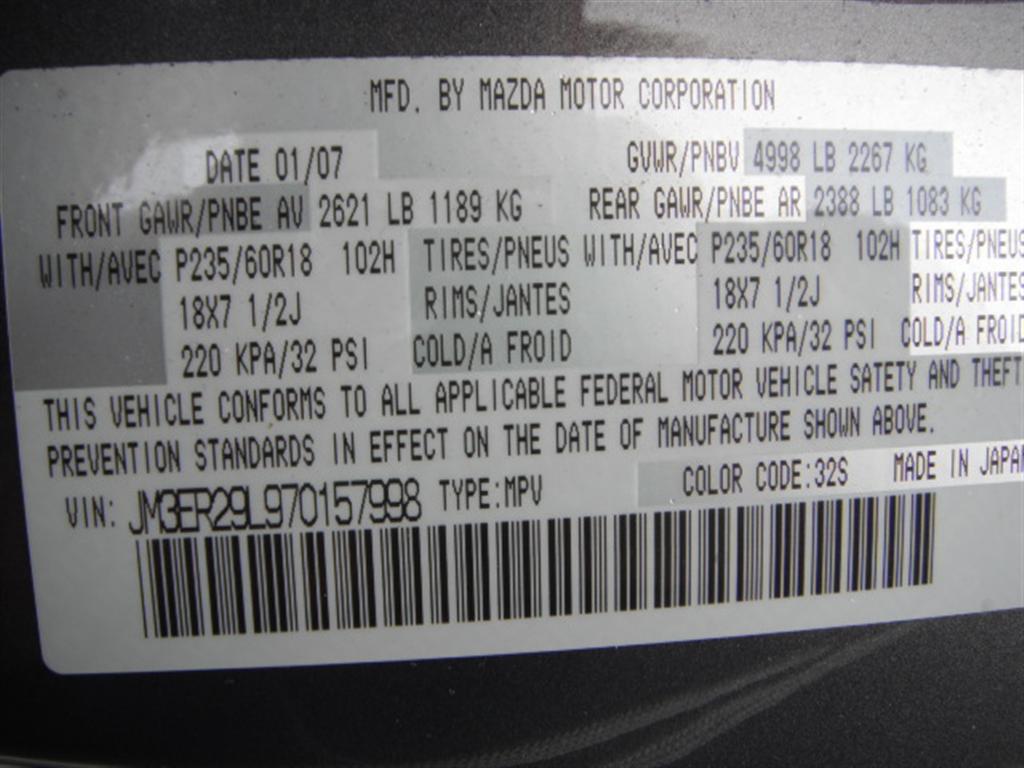 MFD. BY MAZDA MOTOR CORPORATION
DATE 01/07 GVWR/PNBV 4998 LB 2267 KG
FRONT GAWR/PNBE AV 2621 LB 1189 KG REAR GAWR/PNBE AR 2388 LB 1083 KG
WITH/AVEC P235/60R18 102H TIRES/PNEUS WITH/AVEC P235/60R18 102H TIRES/PNEUS
18X7 1/2J RIMS/JANTES 18X7 1/2J RIMS/JANTES
220 KPA/32 PSI COLD/A FROID 220 KPA/32 PSI COLD/A FROID
THIS VEHICLE CONFORMS TO ALL APPLICABLE FEDERAL MOTOR VEHICLE SATETY AND THEFT
PREVENTION STANDARDS IN EFFECT ON THE DATE OF MANUFACTURE SHOWN ABOVE.
VIN: JM3ER29L970157998 TYPE:MPV COLOR CODE:32S MADE IN JAPAN